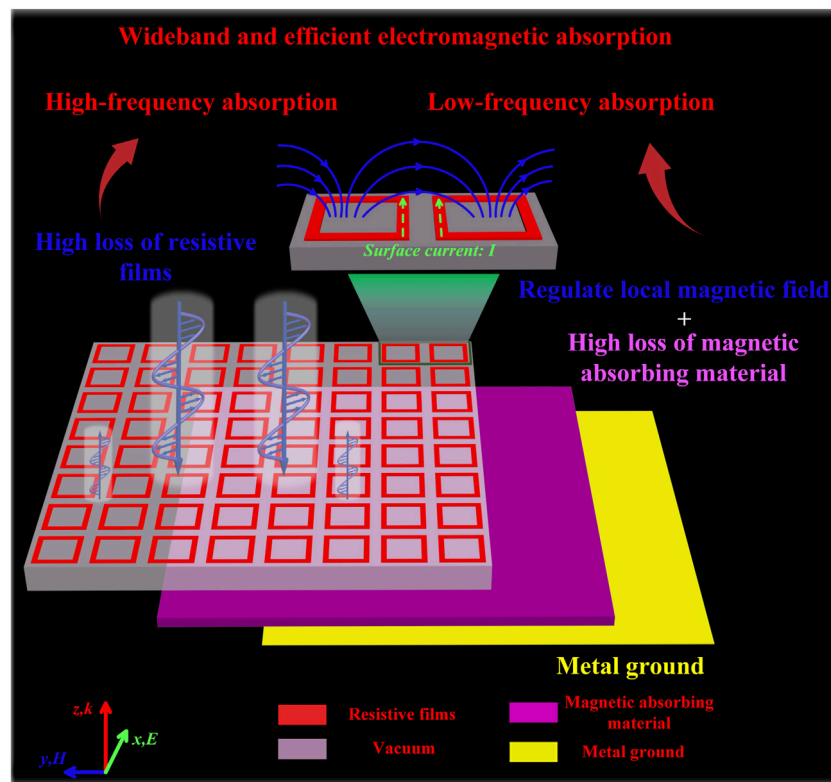 Wideband and efficient electromagnetic absorption
High-frequency absorption
Low-frequency absorption
High loss of resistive
films
Surface current: I
Regulate local magnetic field
+
High loss of magnetic
absorbing material
Metal ground
z,k
x,E
y,H
Resistive films
Magnetic absorbing
material
Vacuum
Metal ground